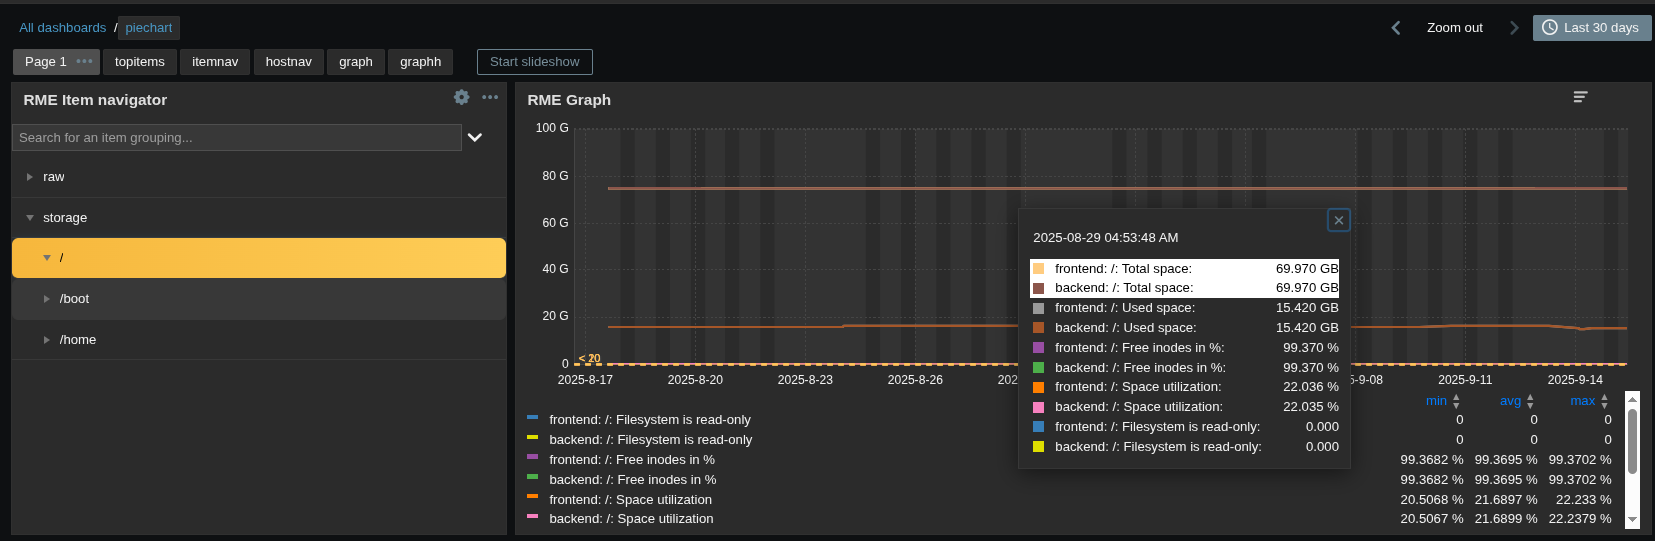 All dashboards / piechart
Zoom out
Last 30 days
Page 1 topitems itemnav hostnav graph graphh Start slideshow
RME Item navigator
Search for an item grouping...
raw
storage
/
/boot
/home
RME Graph
100 G
80 G
60 G
40 G
20 G
0
2025-8-17 2025-8-20 2025-8-23 2025-8-26 202 5-9-08 2025-9-11 2025-9-14
2025-08-29 04:53:48 AM
frontend: /: Total space: 69.970 GB
backend: /: Total space: 69.970 GB
frontend: /: Used space: 15.420 GB
backend: /: Used space: 15.420 GB
frontend: /: Free inodes in %: 99.370 %
backend: /: Free inodes in %: 99.370 %
frontend: /: Space utilization: 22.036 %
backend: /: Space utilization: 22.035 %
frontend: /: Filesystem is read-only: 0.000
backend: /: Filesystem is read-only: 0.000
min avg max
frontend: /: Filesystem is read-only 0 0 0
backend: /: Filesystem is read-only 0 0 0
frontend: /: Free inodes in % 99.3682 % 99.3695 % 99.3702 %
backend: /: Free inodes in % 99.3682 % 99.3695 % 99.3702 %
frontend: /: Space utilization 20.5068 % 21.6897 % 22.233 %
backend: /: Space utilization 20.5067 % 21.6899 % 22.2379 %